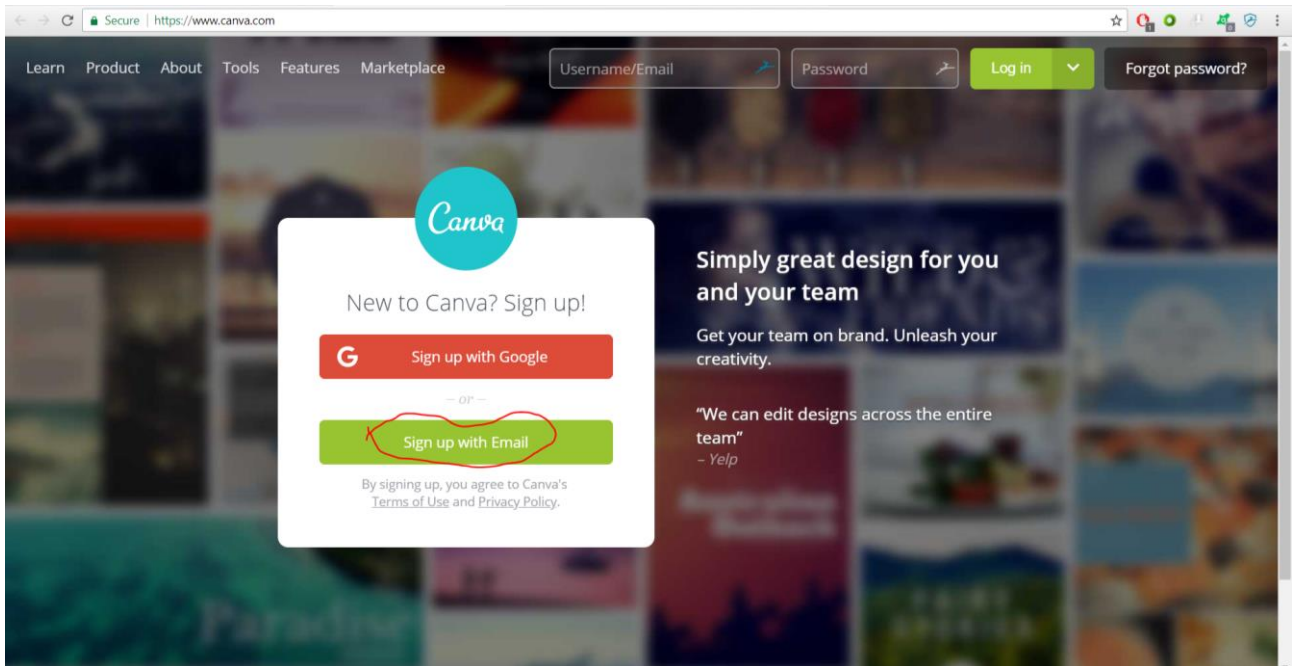 Secure | https://www.canva.com
Learn Product About Tools Features Marketplace Username/Email Password Log in Forgot password?
Canva
New to Canva? Sign up!
G Sign up with Google
– or –
Sign up with Email
By signing up, you agree to Canva's
Terms of Use and Privacy Policy.
Simply great design for you
and your team
Get your team on brand. Unleash your
creativity.
“We can edit designs across the entire
team”
– Yelp
Paradise